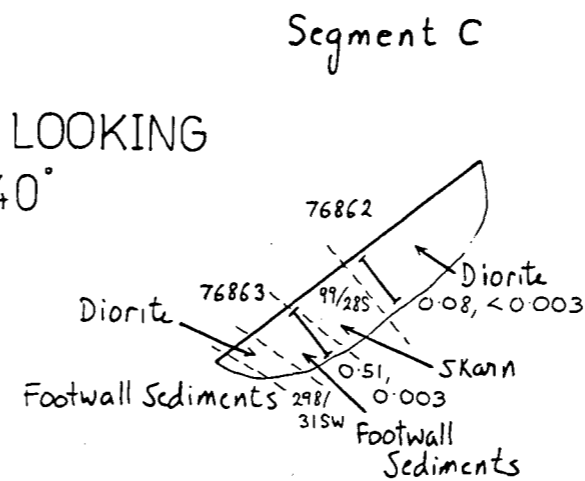 Segment C
LOOKING
40°
76862
76863
99/28S
Diorite
0.08, <0.003
Diorite
Skarn
0.51,
0.003
Footwall Sediments
298/
31SW
Footwall
Sediments